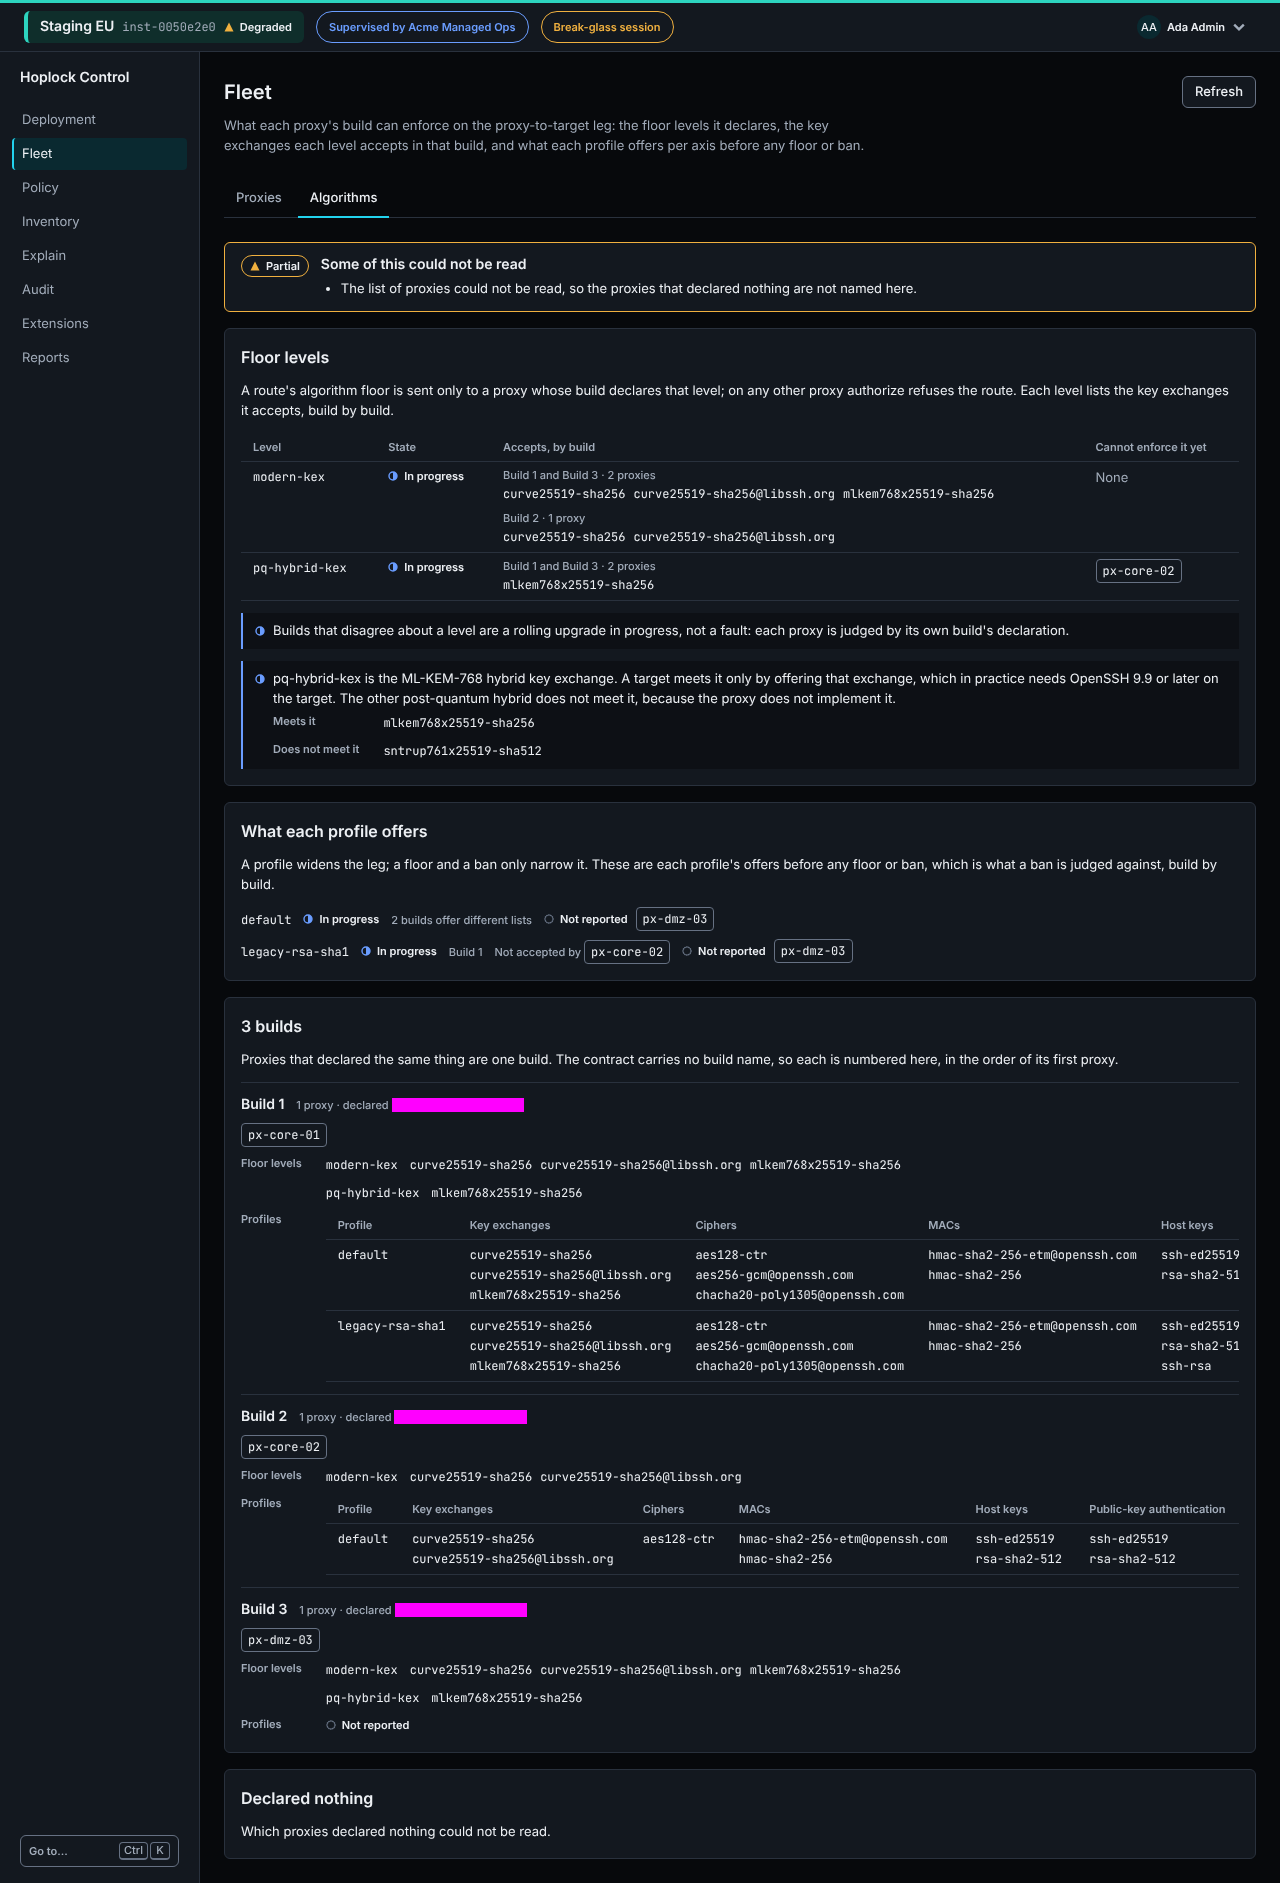 Staging EU inst-0050e2e0 Degraded Supervised by Acme Managed Ops Break-glass session AA Ada Admin
Hoplock Control
Deployment
Fleet
Policy
Inventory
Explain
Audit
Extensions
Reports
Go to... Ctrl K
Fleet
Refresh
What each proxy's build can enforce on the proxy-to-target leg: the floor levels it declares, the key
exchanges each level accepts in that build, and what each profile offers per axis before any floor or ban.
Proxies Algorithms
Partial Some of this could not be read
• The list of proxies could not be read, so the proxies that declared nothing are not named here.
Floor levels
A route's algorithm floor is sent only to a proxy whose build declares that level; on any other proxy authorize refuses the route. Each level lists the key exchanges
it accepts, build by build.
Level State Accepts, by build Cannot enforce it yet
modern-kex In progress Build 1 and Build 3 · 2 proxies None
curve25519-sha256 curve25519-sha256@libssh.org mlkem768x25519-sha256
Build 2 · 1 proxy
curve25519-sha256 curve25519-sha256@libssh.org
pq-hybrid-kex In progress Build 1 and Build 3 · 2 proxies px-core-02
mlkem768x25519-sha256
Builds that disagree about a level are a rolling upgrade in progress, not a fault: each proxy is judged by its own build's declaration.
pq-hybrid-kex is the ML-KEM-768 hybrid key exchange. A target meets it only by offering that exchange, which in practice needs OpenSSH 9.9 or later on
the target. The other post-quantum hybrid does not meet it, because the proxy does not implement it.
Meets it mlkem768x25519-sha256
Does not meet it sntrup761x25519-sha512
What each profile offers
A profile widens the leg; a floor and a ban only narrow it. These are each profile's offers before any floor or ban, which is what a ban is judged against, build by
build.
default In progress 2 builds offer different lists Not reported px-dmz-03
legacy-rsa-sha1 In progress Build 1 Not accepted by px-core-02 Not reported px-dmz-03
3 builds
Proxies that declared the same thing are one build. The contract carries no build name, so each is numbered here, in the order of its first proxy.
Build 1 1 proxy · declared
px-core-01
Floor levels modern-kex curve25519-sha256 curve25519-sha256@libssh.org mlkem768x25519-sha256
pq-hybrid-kex mlkem768x25519-sha256
Profiles Profile Key exchanges Ciphers MACs Host keys
default curve25519-sha256 aes128-ctr hmac-sha2-256-etm@openssh.com ssh-ed25519
curve25519-sha256@libssh.org aes256-gcm@openssh.com hmac-sha2-256 rsa-sha2-51
mlkem768x25519-sha256 chacha20-poly1305@openssh.com
legacy-rsa-sha1 curve25519-sha256 aes128-ctr hmac-sha2-256-etm@openssh.com ssh-ed25519
curve25519-sha256@libssh.org aes256-gcm@openssh.com hmac-sha2-256 rsa-sha2-51
mlkem768x25519-sha256 chacha20-poly1305@openssh.com ssh-rsa
Build 2 1 proxy · declared
px-core-02
Floor levels modern-kex curve25519-sha256 curve25519-sha256@libssh.org
Profiles Profile Key exchanges Ciphers MACs Host keys Public-key authentication
default curve25519-sha256 aes128-ctr hmac-sha2-256-etm@openssh.com ssh-ed25519 ssh-ed25519
curve25519-sha256@libssh.org hmac-sha2-256 rsa-sha2-512 rsa-sha2-512
Build 3 1 proxy · declared
px-dmz-03
Floor levels modern-kex curve25519-sha256 curve25519-sha256@libssh.org mlkem768x25519-sha256
pq-hybrid-kex mlkem768x25519-sha256
Profiles Not reported
Declared nothing
Which proxies declared nothing could not be read.